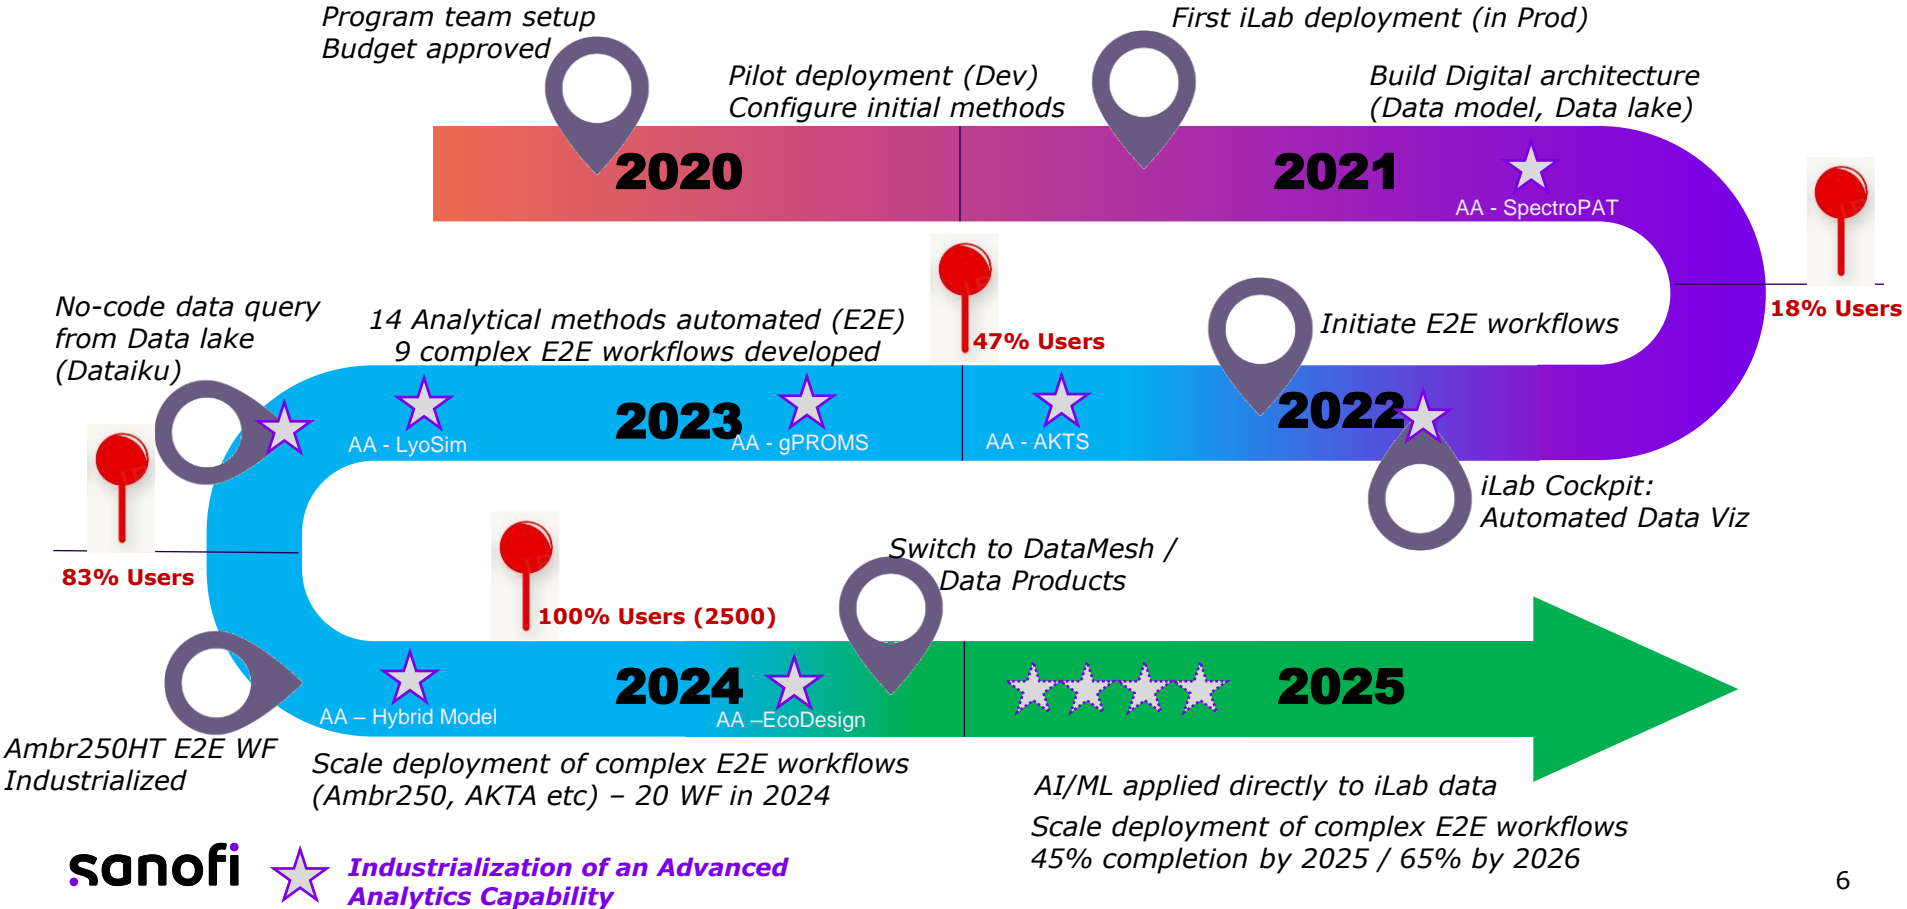 Program team setup
Budget approved
First iLab deployment (in Prod)
Pilot deployment (Dev)
Configure initial methods
Build Digital architecture
(Data model, Data lake)
2020
2021
AA - SpectroPAT
18% Users
No-code data query
from Data lake
(Dataiku)
14 Analytical methods automated (E2E)
9 complex E2E workflows developed
47% Users
Initiate E2E workflows
2023
2022
AA - LyoSim
AA - gPROMS
AA - AKTS
iLab Cockpit:
Automated Data Viz
83% Users
Switch to DataMesh /
Data Products
100% Users (2500)
2024
2025
AA – Hybrid Model
AA –EcoDesign
Ambr250HT E2E WF
Industrialized
Scale deployment of complex E2E workflows
(Ambr250, AKTA etc) – 20 WF in 2024
AI/ML applied directly to iLab data
Scale deployment of complex E2E workflows
45% completion by 2025 / 65% by 2026
sanofi
Industrialization of an Advanced
Analytics Capability
6